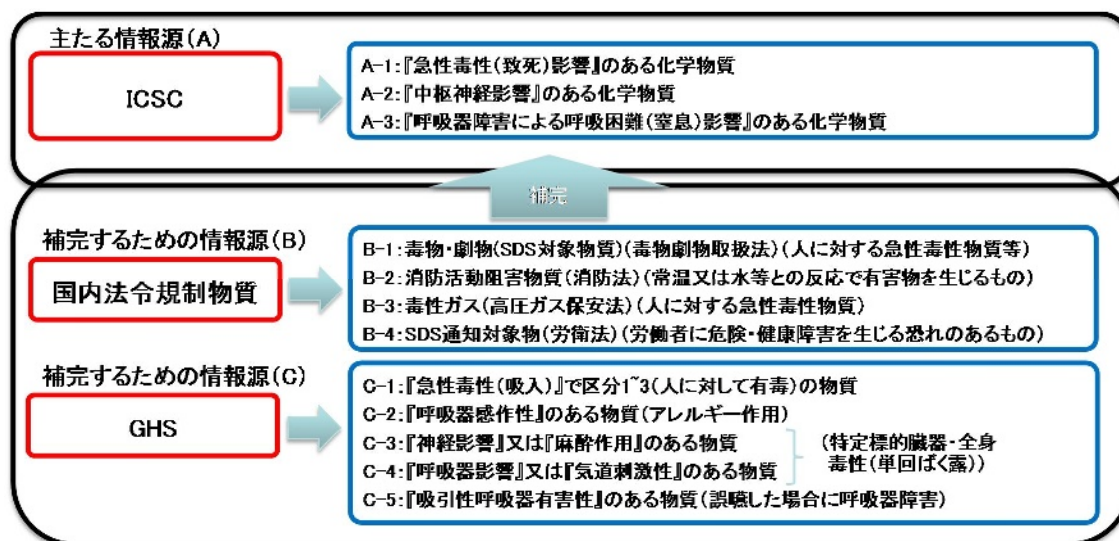 主たる情報源(A)
ICSC
A-1:『急性毒性(致死)影響』のある化学物質
A-2:『中枢神経影響』のある化学物質
A-3:『呼吸器障害による呼吸困難(窒息)影響』のある化学物質
補完
補完するための情報源(B)
国内法令規制物質
B-1:毒物・劇物(SDS対象物質)(毒物劇物取扱法)(人に対する急性毒性物質等)
B-2:消防活動阻害物質(消防法)(常温又は水等との反応で有害物を生じるもの)
B-3:毒性ガス(高圧ガス保安法)(人に対する急性毒性物質)
B-4:SDS通知対象物(労衛法)(労働者に危険・健康障害を生じる恐れのあるもの)
補完するための情報源(C)
GHS
C-1:『急性毒性(吸入)』で区分1~3(人に対して有毒)の物質
C-2:『呼吸器感作性』のある物質(アレルギー作用)
C-3:『神経影響』又は『麻酔作用』のある物質
C-4:『呼吸器影響』又は『気道刺激性』のある物質
(特定標的臓器・全身
毒性(単回ばく露))
C-5:『吸引性呼吸器有害性』のある物質(誤嚥した場合に呼吸器障害)